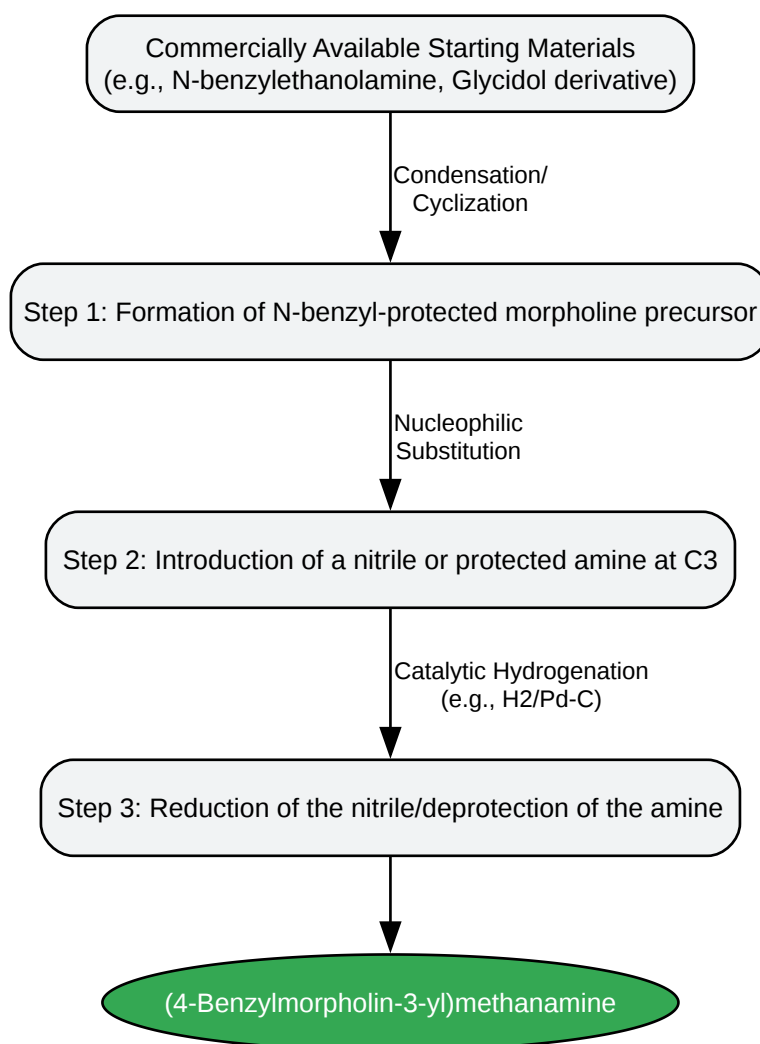 Commercially Available Starting Materials
(e.g., N-benzylethanolamine, Glycidol derivative)
Condensation/
Cyclization
Step 1: Formation of N-benzyl-protected morpholine precursor
Nucleophilic
Substitution
Step 2: Introduction of a nitrile or protected amine at C3
Catalytic Hydrogenation
(e.g., H2/Pd-C)
Step 3: Reduction of the nitrile/deprotection of the amine
(4-Benzylmorpholin-3-yl)methanamine